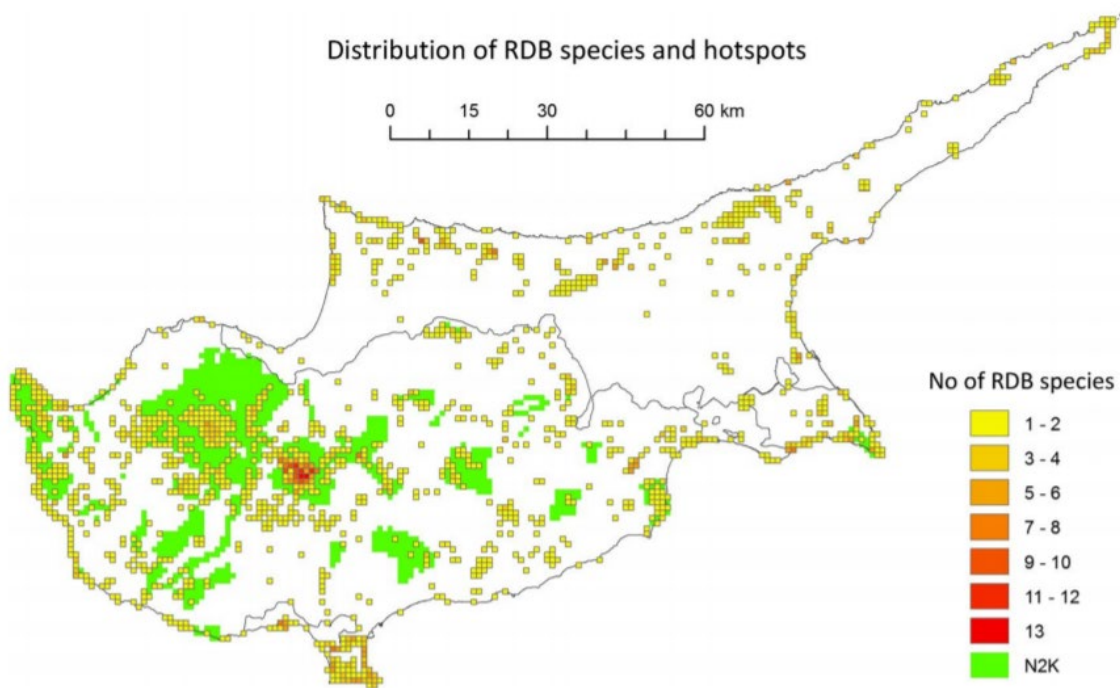 Distribution of RDB species and hotspots
0 15 30 60 km
No of RDB species
1 - 2
3 - 4
5 - 6
7 - 8
9 - 10
11 - 12
13
N2K